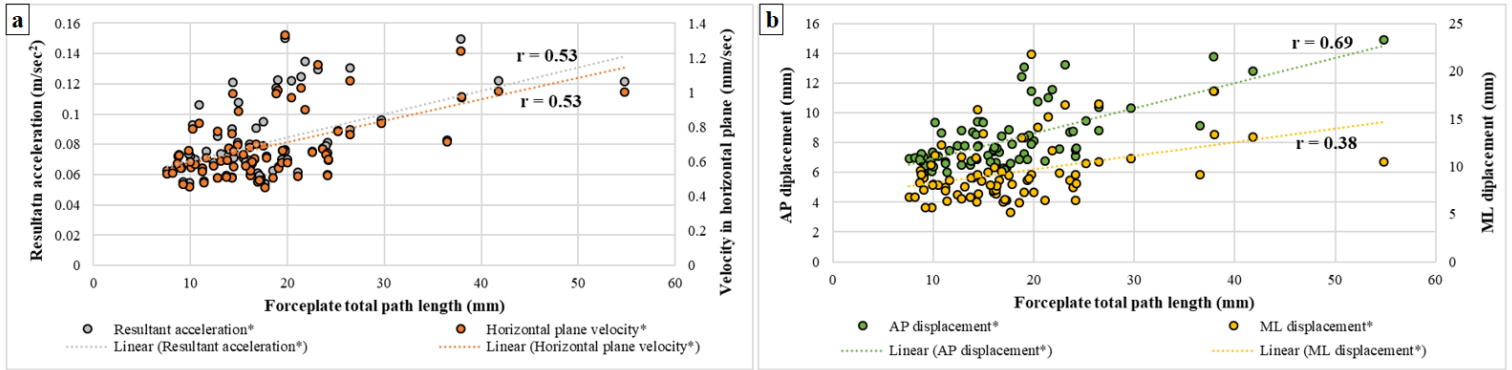 a
0.16
0.14
0.12
0.1
0.08
0.06
0.04
0.02
0
Resultatn acceleration (m/sec²)
1.4
1.2
1
0.8
0.6
0.4
0.2
0
Velocity in horizontal plane (mm/sec)
r = 0.53
r = 0.53
0 10 20 30 40 50 60
Forceplate total path length (mm)
Resultant acceleration* Horizontal plane velocity*
Linear (Resultant acceleration*) Linear (Horizontal plane velocity*)
b
16
14
12
10
8
6
4
2
0
AP diplacement (mm)
25
20
15
10
5
0
ML displacement (mm)
r = 0.69
r = 0.38
0 10 20 30 40 50 60
Forceplate total path length (mm)
AP displacement* ML displacement*
Linear (AP displacement*) Linear (ML displacement*)